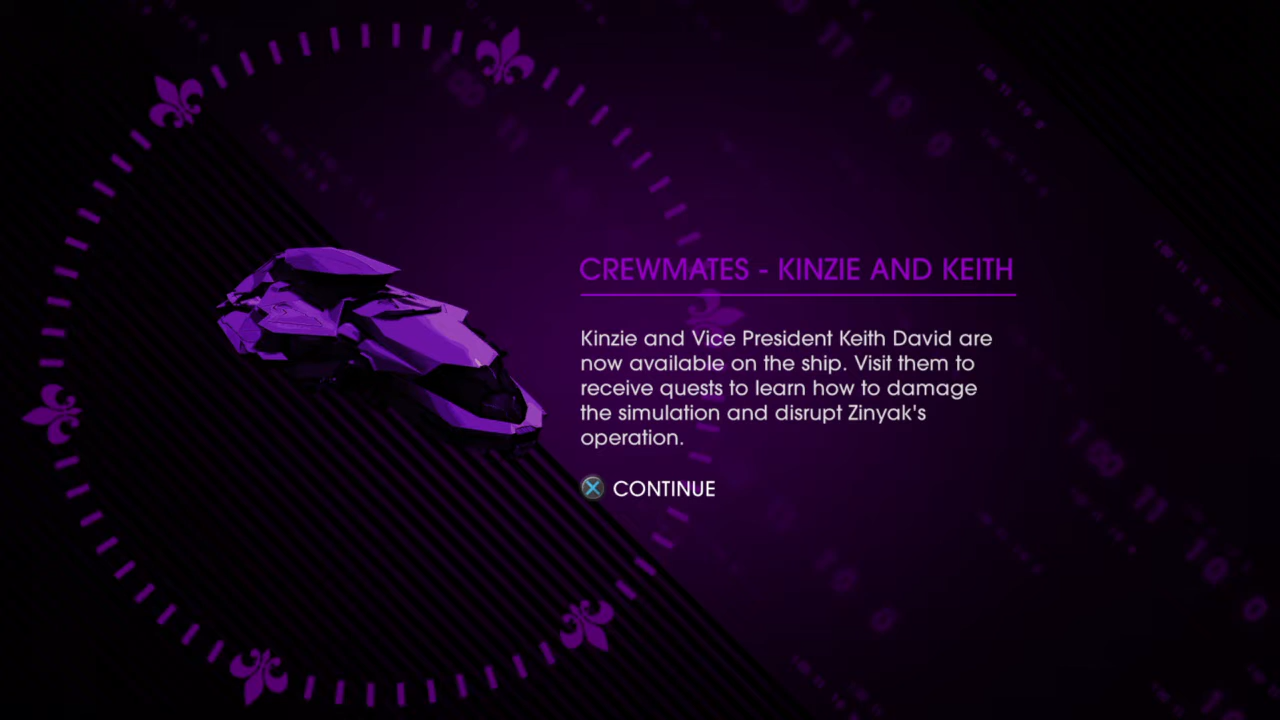 CREWMATES - KINZIE AND KEITH
Kinzie and Vice President Keith David are
now available on the ship. Visit them to
receive quests to learn how to damage
the simulation and disrupt Zinyak's
operation.
CONTINUE